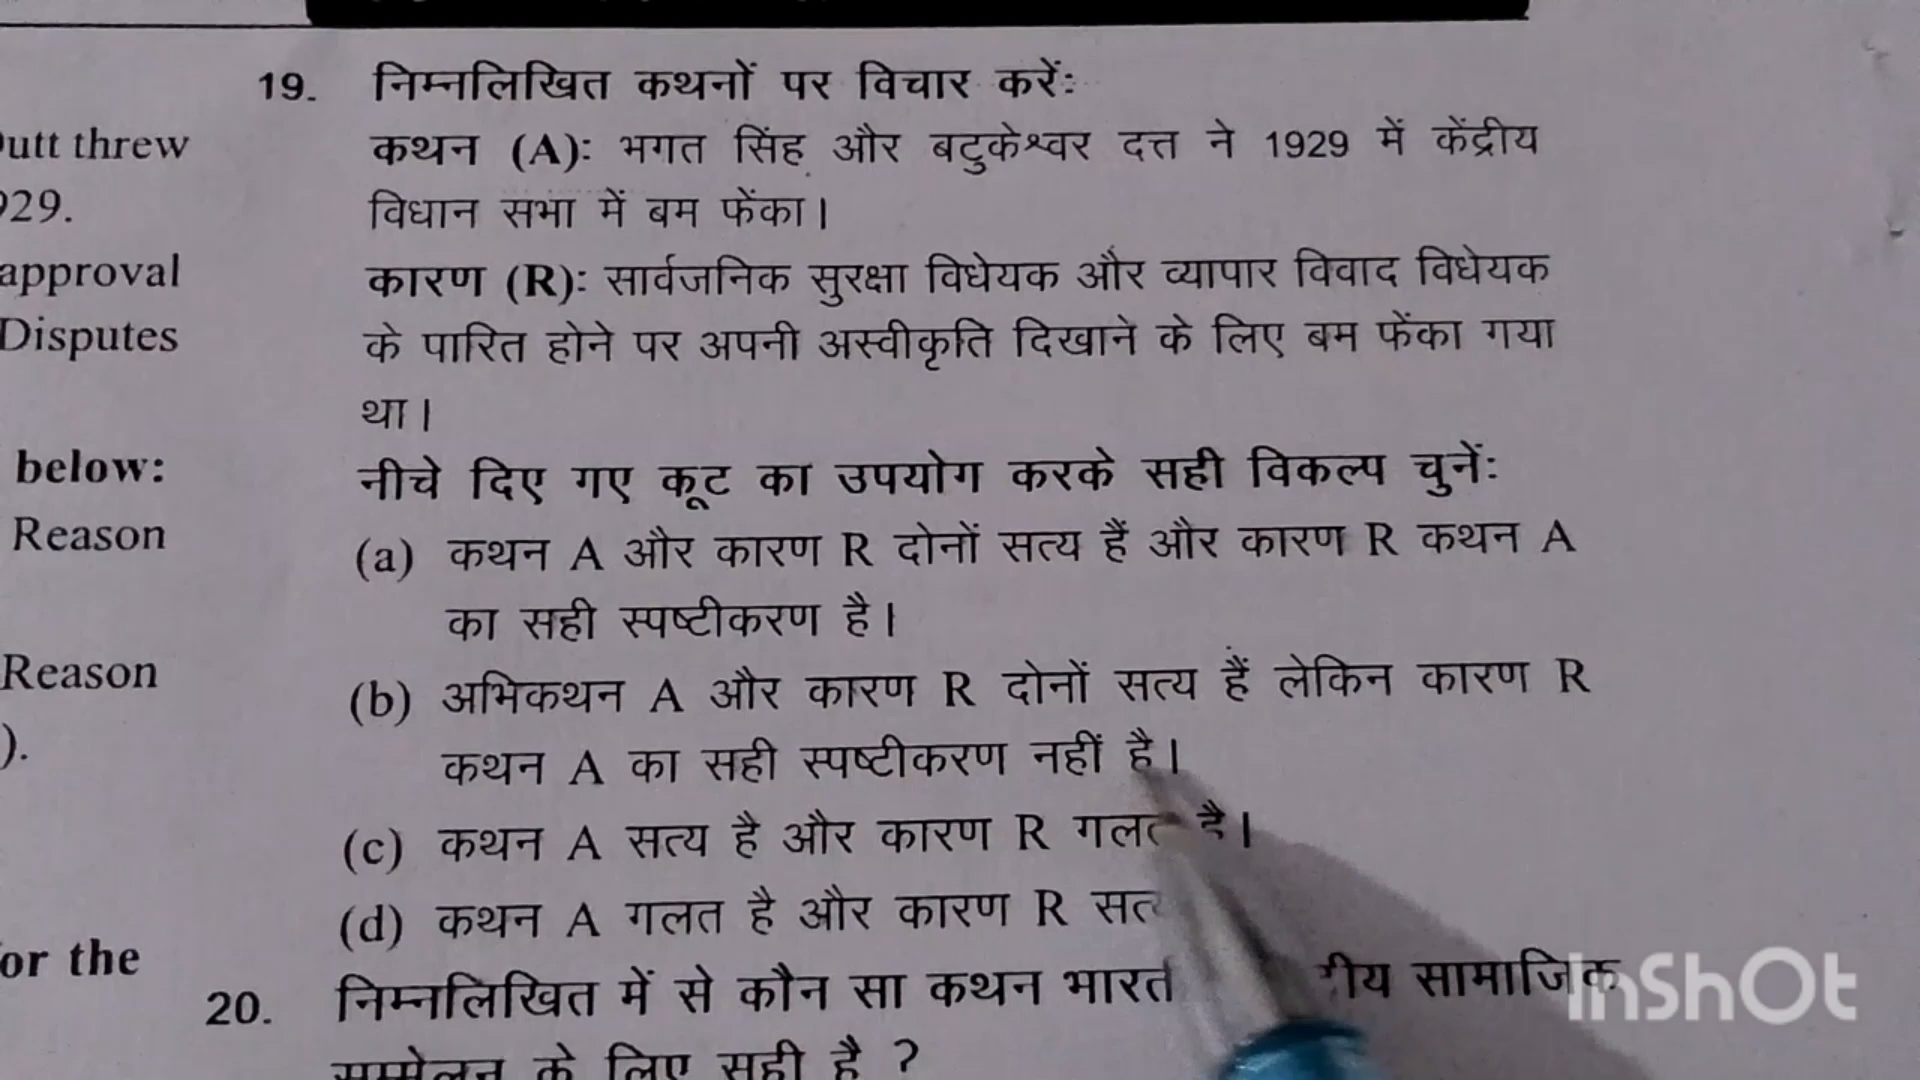 utt threw
929.
approval
Disputes
below:
Reason
Reason
).
or the
19. निम्नलिखित कथनों पर विचार करें:
कथन (A): भगत सिंह और बटुकेश्वर दत्त ने 1929 में केंद्रीय
विधान सभा में बम फेंका।
कारण (R): सार्वजनिक सुरक्षा विधेयक और व्यापार विवाद विधेयक
के पारित होने पर अपनी अस्वीकृति दिखाने के लिए बम फेंका गया
था।
नीचे दिए गए कूट का उपयोग करके सही विकल्प चुनें:
(a) कथन A और कारण R दोनों सत्य हैं और कारण R कथन A
का सही स्पष्टीकरण है।
(b) अभिकथन A और कारण R दोनों सत्य हैं लेकिन कारण R
कथन A का सही स्पष्टीकरण नहीं है।
(c) कथन A सत्य है और कारण R गलत है।
(d) कथन A गलत है और कारण R
20. निम्नलिखित में से कौन सा कथन भारत सामाजिक
सम्मेलन के लिए सही है ?
InShOt